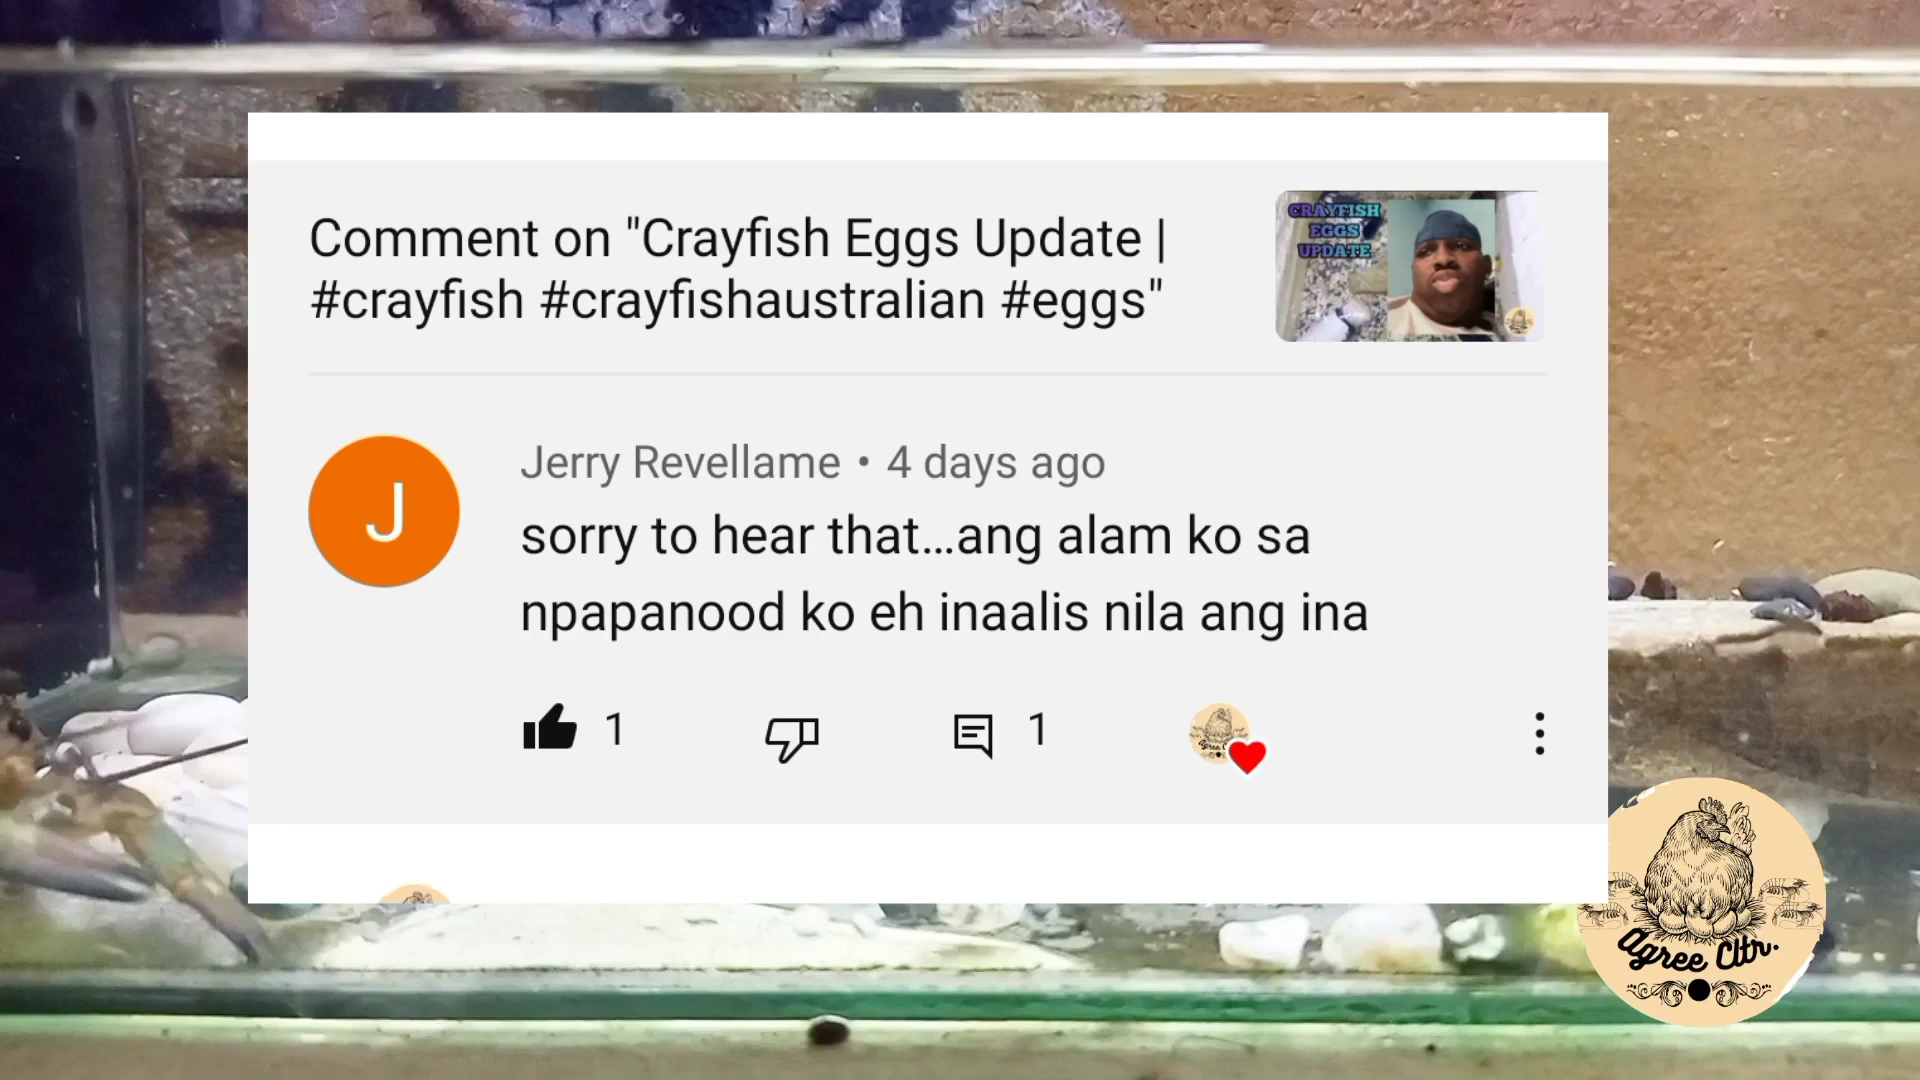 Comment on "Crayfish Eggs Update |
#crayfish #crayfishaustralian #eggs"
CRAYFISH
EGGS
UPDATE
J
Jerry Revellame • 4 days ago
sorry to hear that...ang alam ko sa
npapanood ko eh inaalis nila ang ina
1
1
Agree Cltr.